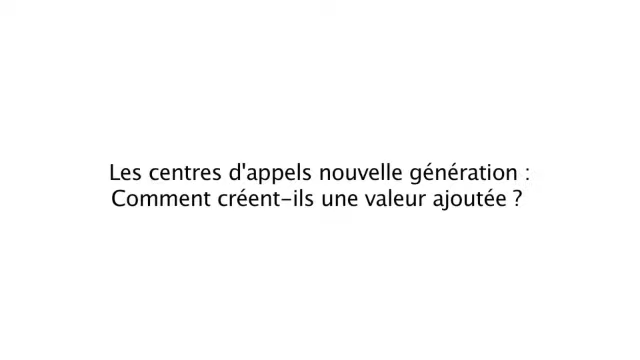 Les centres d'appels nouvelle génération :
Comment créent-ils une valeur ajoutée ?